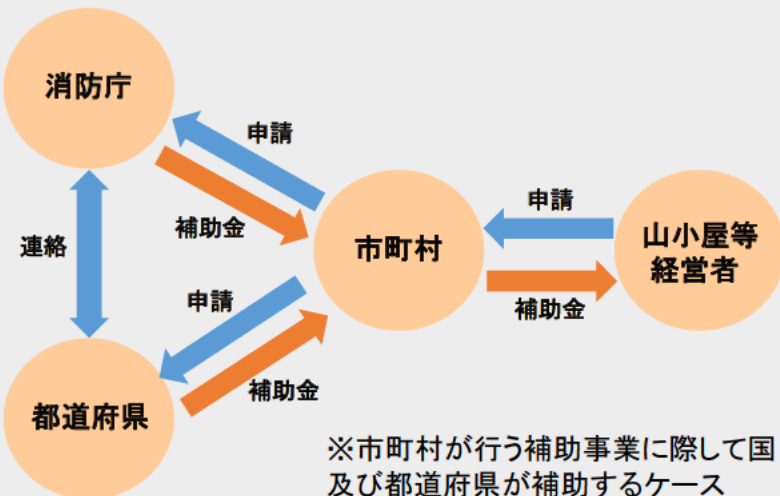 消防庁
申請
補助金
連絡
市町村
申請
補助金
山小屋等
経営者
申請
補助金
都道府県
※市町村が行う補助事業に際して国
及び都道府県が補助するケース